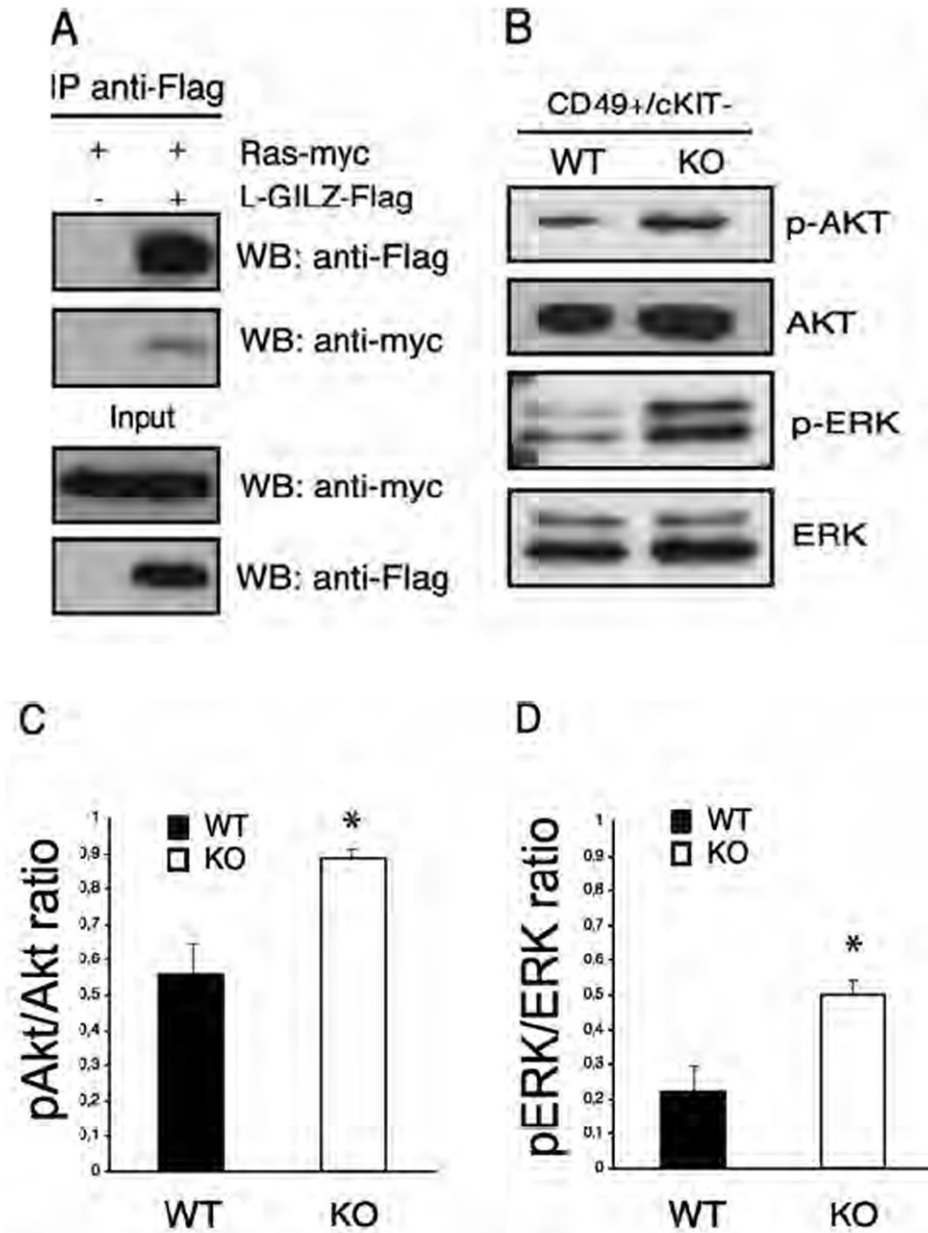 A
IP anti-Flag
+ + Ras-myc
- + L-GILZ-Flag
WB: anti-Flag
WB: anti-myc
Input
WB: anti-myc
WB: anti-Flag
B
CD49+/cKIT-
WT KO
p-AKT
AKT
p-ERK
ERK
C
pAkt/Akt ratio
1
0,9
0,8
0,7
0,6
0,5
0,4
0,3
0,2
0,1
0
WT
KO
*
WT KO
D
pERK/ERK ratio
1
0,9
0,8
0,7
0,6
0,5
0,4
0,3
0,2
0,1
0
WT
KO
*
WT KO